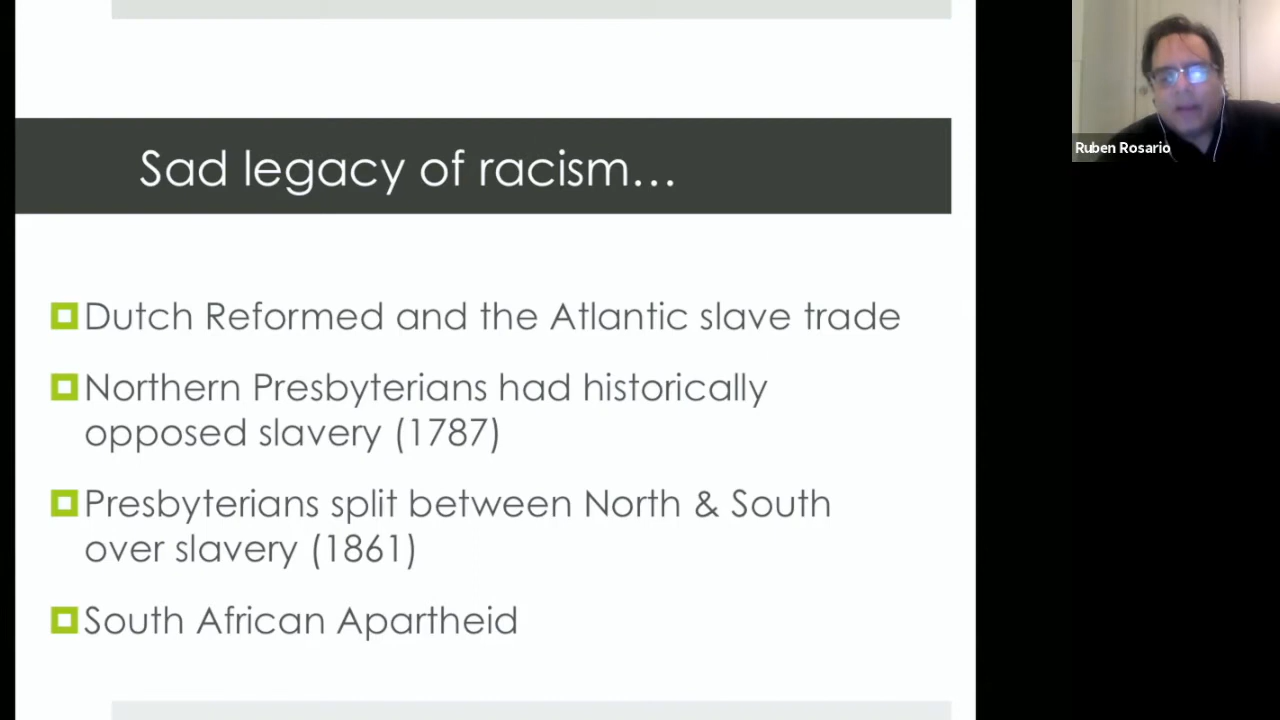 Sad legacy of racism…
Dutch Reformed and the Atlantic slave trade
Northern Presbyterians had historically
opposed slavery (1787)
Presbyterians split between North & South
over slavery (1861)
South African Apartheid
Ruben Rosario